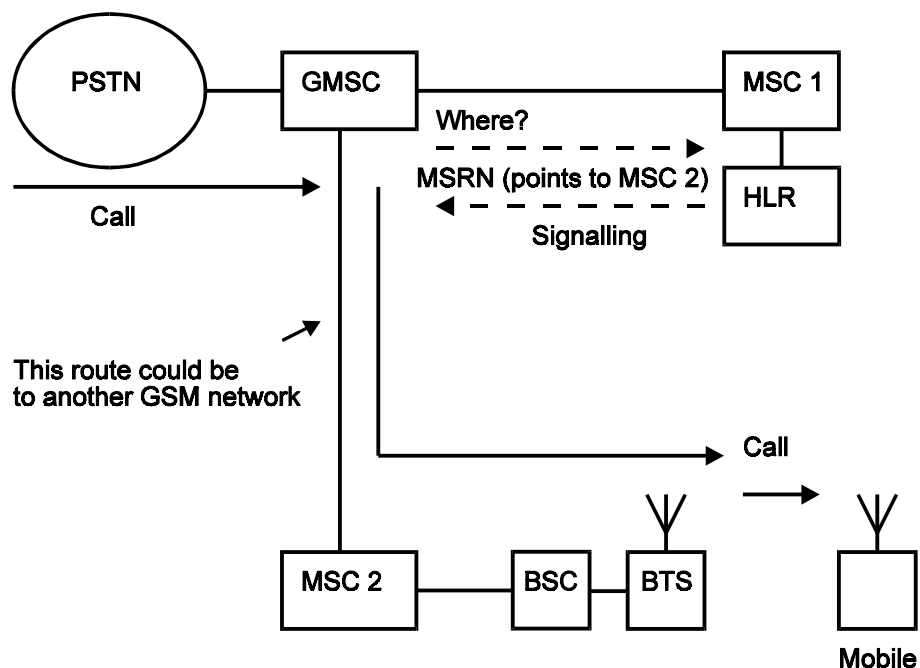 PSTN
GMSC
MSC 1
Where?
MSRN (points to MSC 2)
HLR
Call
Signalling
This route could be
to another GSM network
Call
MSC 2
BSC
BTS
Mobile